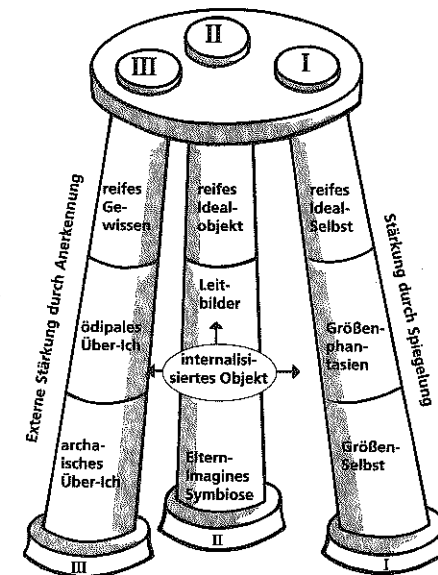 II
III
I
reifes
Ge-
wissen
reifes
Ideal-
objekt
reifes
Ideal-
Selbst
Externe Stärkung durch Anerkennung
Stärkung durch Spiegelung
ödipales
Über-Ich
Leit-
bilder
Größen-
phan-
tasien
internalisi-
siertes Objekt
archa-
isches
Über-Ich
Eltern-
Imagines
Symbiose
Größen-
Selbst
III
II
I